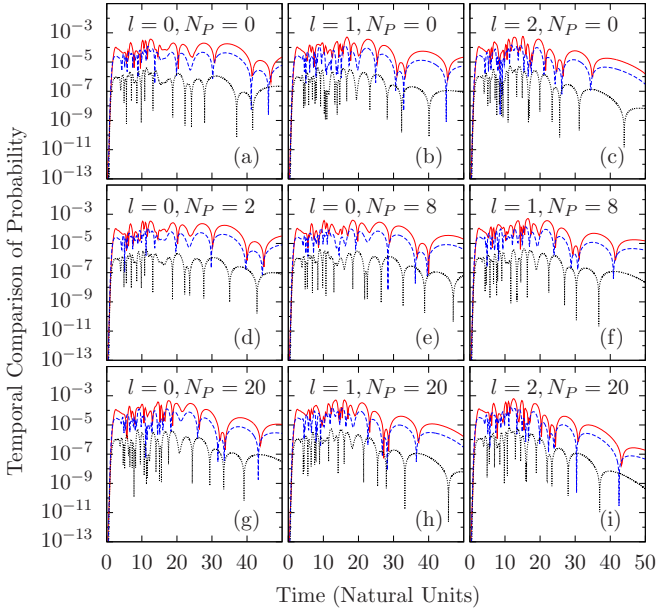 l = 0, N_P = 0
l = 1, N_P = 0
l = 2, N_P = 0
10^{-3}
10^{-5}
10^{-7}
10^{-9}
10^{-11}
10^{-13}
(a)
(b)
(c)
l = 0, N_P = 2
l = 0, N_P = 8
l = 1, N_P = 8
10^{-3}
10^{-5}
10^{-7}
10^{-9}
10^{-11}
10^{-13}
(d)
(e)
(f)
l = 0, N_P = 20
l = 1, N_P = 20
l = 2, N_P = 20
10^{-3}
10^{-5}
10^{-7}
10^{-9}
10^{-11}
10^{-13}
(g)
(h)
(i)
0 10 20 30 40 0 10 20 30 40 0 10 20 30 40 50
Time (Natural Units)
Temporal Comparison of Probability